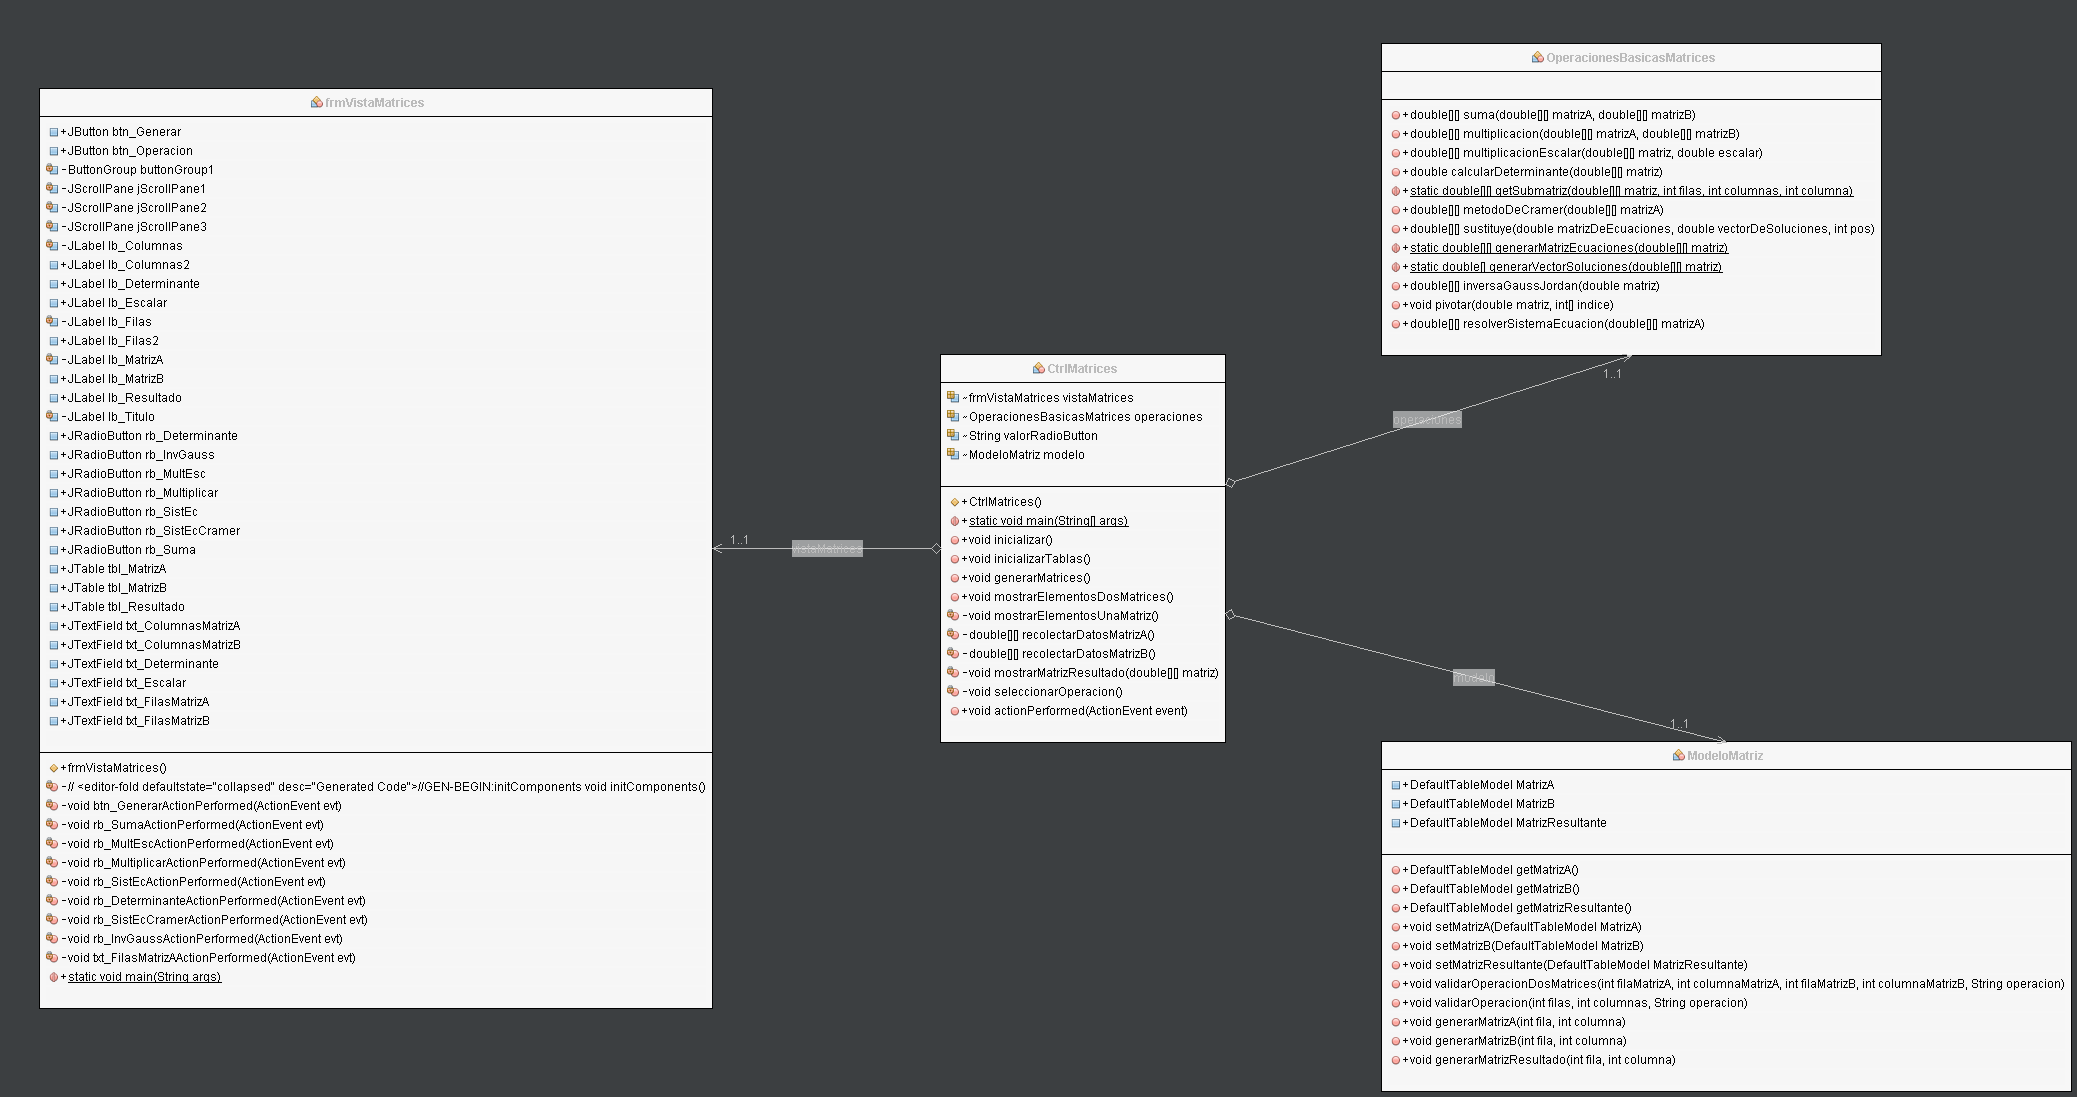 frmVistaMatrices
+JButton btn_Generar
+JButton btn_Operacion
-ButtonGroup buttonGroup1
-JScrollPane jScrollPane1
-JScrollPane jScrollPane2
-JScrollPane jScrollPane3
-JLabel lb_Columnas
+JLabel lb_Columnas2
+JLabel lb_Determinante
+JLabel lb_Escalar
-JLabel lb_Filas
+JLabel lb_Filas2
-JLabel lb_MatrizA
+JLabel lb_MatrizB
+JLabel lb_Resultado
-JLabel lb_Titulo
+JRadioButton rb_Determinante
+JRadioButton rb_InvGauss
+JRadioButton rb_MultEsc
+JRadioButton rb_Multiplicar
+JRadioButton rb_SistEc
+JRadioButton rb_SistEcCramer
+JRadioButton rb_Suma
+JTable tbl_MatrizA
+JTable tbl_MatrizB
+JTable tbl_Resultado
+JTextField txt_ColumnasMatrizA
+JTextField txt_ColumnasMatrizB
+JTextField txt_Determinante
+JTextField txt_Escalar
+JTextField txt_FilasMatrizA
+JTextField txt_FilasMatrizB
+frmVistaMatrices()
-// <editor-fold defaultstate="collapsed" desc="Generated Code">//GEN-BEGIN:initComponents void initComponents()
-void btn_GenerarActionPerformed(ActionEvent evt)
-void rb_SumaActionPerformed(ActionEvent evt)
-void rb_MultEscActionPerformed(ActionEvent evt)
-void rb_MultiplicarActionPerformed(ActionEvent evt)
-void rb_SistEcActionPerformed(ActionEvent evt)
-void rb_DeterminanteActionPerformed(ActionEvent evt)
-void rb_SistEcCramerActionPerformed(ActionEvent evt)
-void rb_InvGaussActionPerformed(ActionEvent evt)
-void txt_FilasMatrizAActionPerformed(ActionEvent evt)
+static void main(String args)
1..1
vistaMatrices
CtrlMatrices
~frmVistaMatrices vistaMatrices
~OperacionesBasicasMatrices operaciones
~String valorRadioButton
~ModeloMatriz modelo
+CtrlMatrices()
+static void main(String[] args)
+void inicializar()
+void inicializarTablas()
+void generarMatrices()
+void mostrarElementosDosMatrices()
-void mostrarElementosUnaMatriz()
-double[][] recolectarDatosMatrizA()
-double[][] recolectarDatosMatrizB()
-void mostrarMatrizResultado(double[][] matriz)
-void seleccionarOperacion()
+void actionPerformed(ActionEvent event)
OperacionesBasicasMatrices
+double[][] suma(double[][] matrizA, double[][] matrizB)
+double[][] multiplicacion(double[][] matrizA, double[][] matrizB)
+double[][] multiplicacionEscalar(double[][] matriz, double escalar)
+double calcularDeterminante(double[][] matriz)
+static double[][] getSubmatriz(double[][] matriz, int filas, int columnas, int columna)
+double[][] metodoDeCramer(double[][] matrizA)
+double[][] sustituye(double matrizDeEcuaciones, double vectorDeSoluciones, int pos)
+static double[][] generarMatrizEcuaciones(double[][] matriz)
+static double[] generarVectorSoluciones(double[][] matriz)
+double[][] inversaGaussJordan(double matriz)
+void pivotar(double matriz, int[] indice)
+double[][] resolverSistemaEcuacion(double[][] matrizA)
1..1
operaciones
modelo
1..1
ModeloMatriz
+DefaultTableModel MatrizA
+DefaultTableModel MatrizB
+DefaultTableModel MatrizResultante
+DefaultTableModel getMatrizA()
+DefaultTableModel getMatrizB()
+DefaultTableModel getMatrizResultante()
+void setMatrizA(DefaultTableModel MatrizA)
+void setMatrizB(DefaultTableModel MatrizB)
+void setMatrizResultante(DefaultTableModel MatrizResultante)
+void validarOperacionDosMatrices(int filaMatrizA, int columnaMatrizA, int filaMatrizB, int columnaMatrizB, String operacion)
+void validarOperacion(int filas, int columnas, String operacion)
+void generarMatrizA(int fila, int columna)
+void generarMatrizB(int fila, int columna)
+void generarMatrizResultado(int fila, int columna)